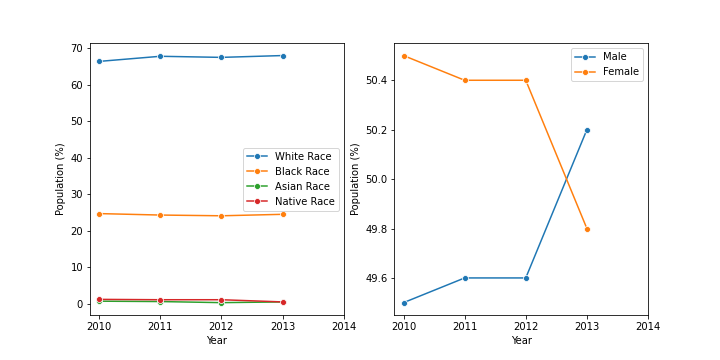 70
60
50
40
30
20
10
0
Population (%)
2010 2011 2012 2013 2014
Year
White Race
Black Race
Asian Race
Native Race
50.4
50.2
50.0
49.8
49.6
Population (%)
2010 2011 2012 2013 2014
Year
Male
Female